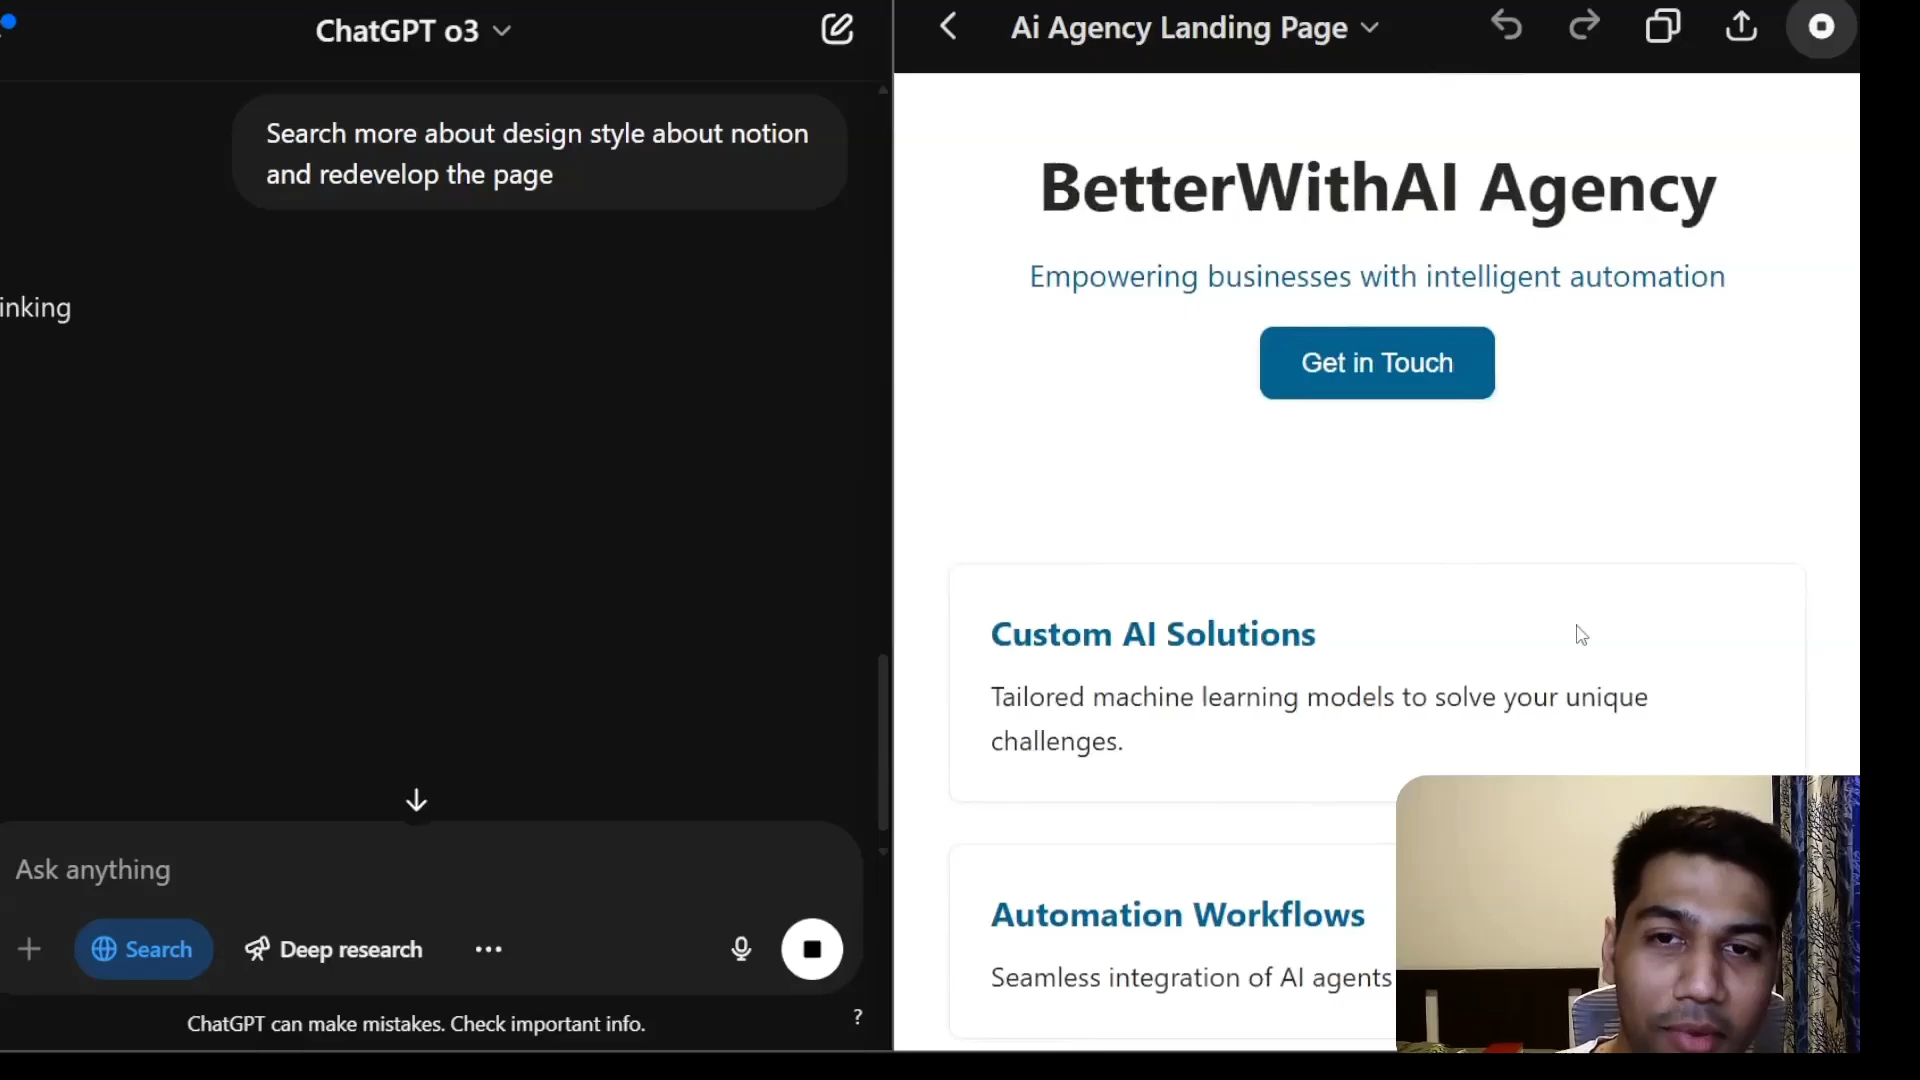 ChatGPT o3
Search more about design style about notion
and redevelop the page
inking
Ask anything
Search
Deep research
ChatGPT can make mistakes. Check important info.
?
Ai Agency Landing Page
BetterWithAI Agency
Empowering businesses with intelligent automation
Get in Touch
Custom AI Solutions
Tailored machine learning models to solve your unique
challenges.
Automation Workflows
Seamless integration of AI agents